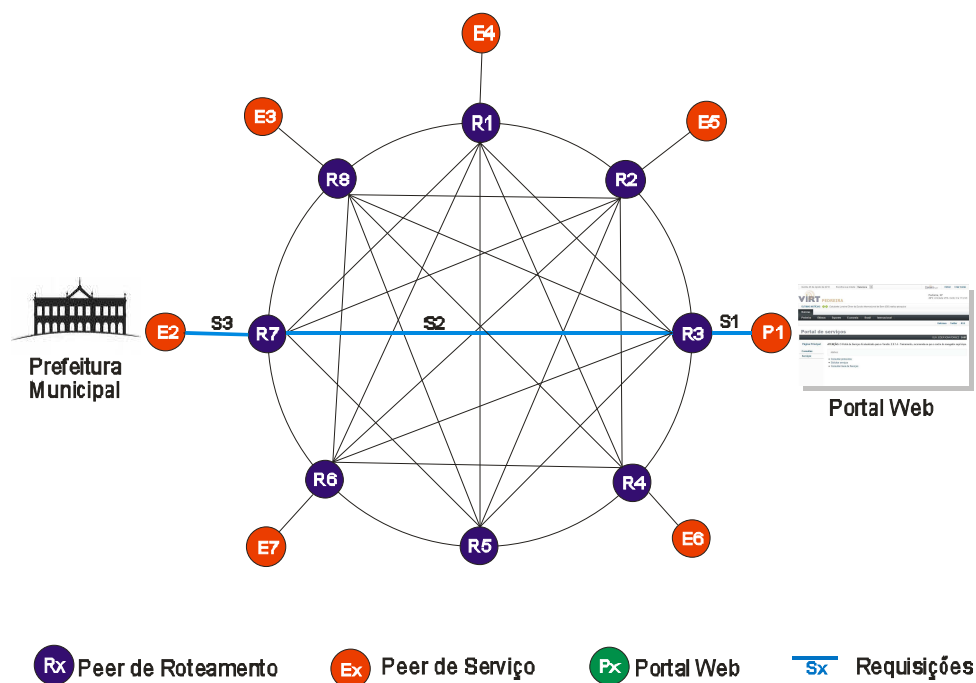 E4
E3
E5
R1
R8
R2
VIRT
S3
S2
S1
E2
R7
R3
P1
Portal de serviços
Prefeitura
Municipal
Portal Web
R6
R4
E7
R5
E6
Rx Peer de Roteamento
Ex Peer de Serviço
Px Portal Web
Sx Requisições